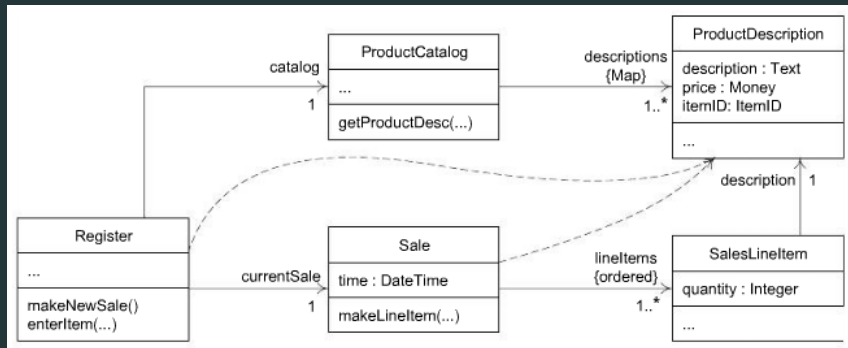 ProductCatalog
...
getProductDesc(...)
catalog
1
descriptions
{Map}
1..*
ProductDescription
description : Text
price : Money
itemID: ItemID
...
description
1
Register
...
makeNewSale()
enterItem(...)
currentSale
1
Sale
time : DateTime
makeLineItem(...)
lineItems
{ordered}
1..*
SalesLineItem
quantity : Integer
...